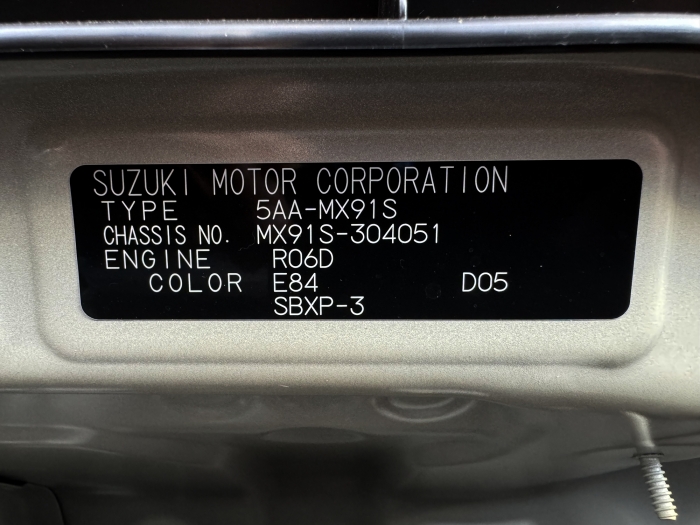 SUZUKI MOTOR CORPORATION
TYPE 5AA-MX91S
CHASSIS NO. MX91S-304051
ENGINE R06D
COLOR E84 D05
SBXP-3